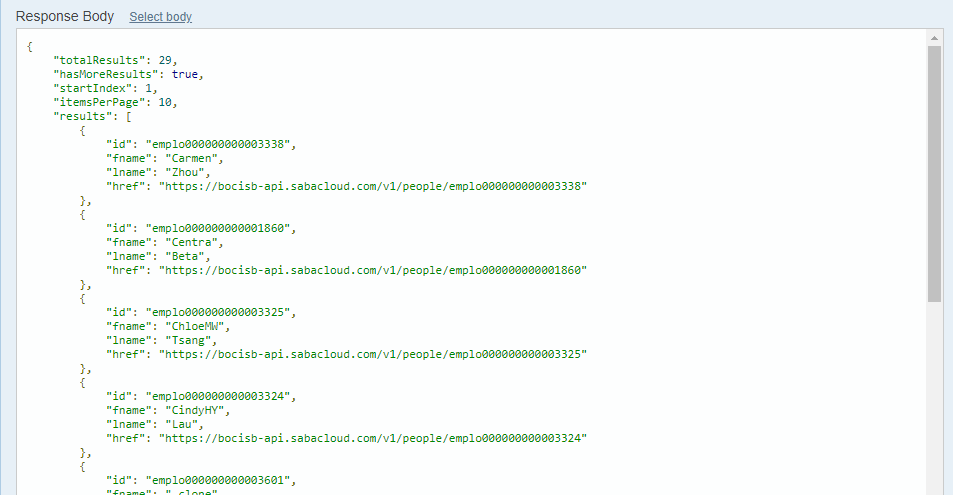 Response Body Select body
{
"totalResults": 29,
"hasMoreResults": true,
"startIndex": 1,
"itemsPerPage": 10,
"results": [
{
"id": "emplo000000000003338",
"fname": "Carmen",
"lname": "Zhou",
"href": "https://bocisb-api.sabacloud.com/v1/people/emplo000000000003338"
},
{
"id": "emplo000000000001860",
"fname": "Centra",
"lname": "Beta",
"href": "https://bocisb-api.sabacloud.com/v1/people/emplo000000000001860"
},
{
"id": "emplo000000000003325",
"fname": "ChloeMW",
"lname": "Tsang",
"href": "https://bocisb-api.sabacloud.com/v1/people/emplo000000000003325"
},
{
"id": "emplo000000000003324",
"fname": "CindyHY",
"lname": "Lau",
"href": "https://bocisb-api.sabacloud.com/v1/people/emplo000000000003324"
},
{
"id": "emplo000000000003601",
"fname": " clone"